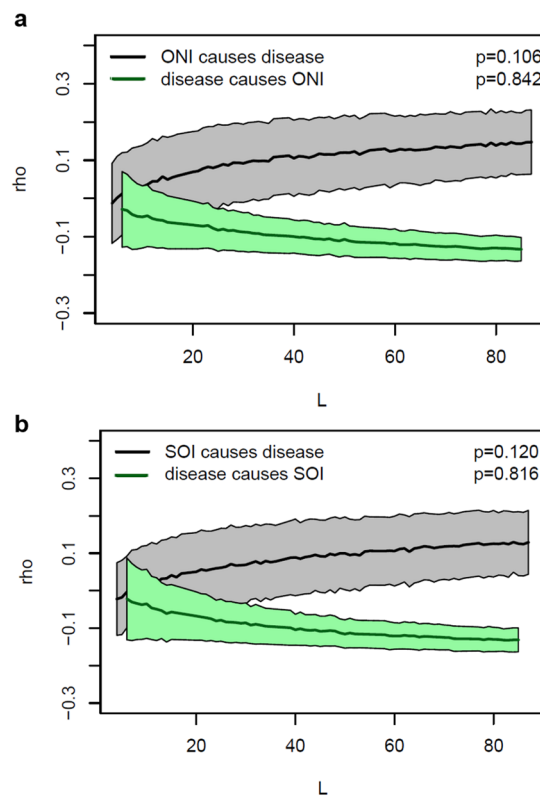 a
ONI causes disease p=0.106
disease causes ONI p=0.842
rho
0.3
0.1
−0.1
−0.3
20 40 60 80
L
b
SOI causes disease p=0.120
disease causes SOI p=0.816
rho
0.3
0.1
−0.1
−0.3
20 40 60 80
L